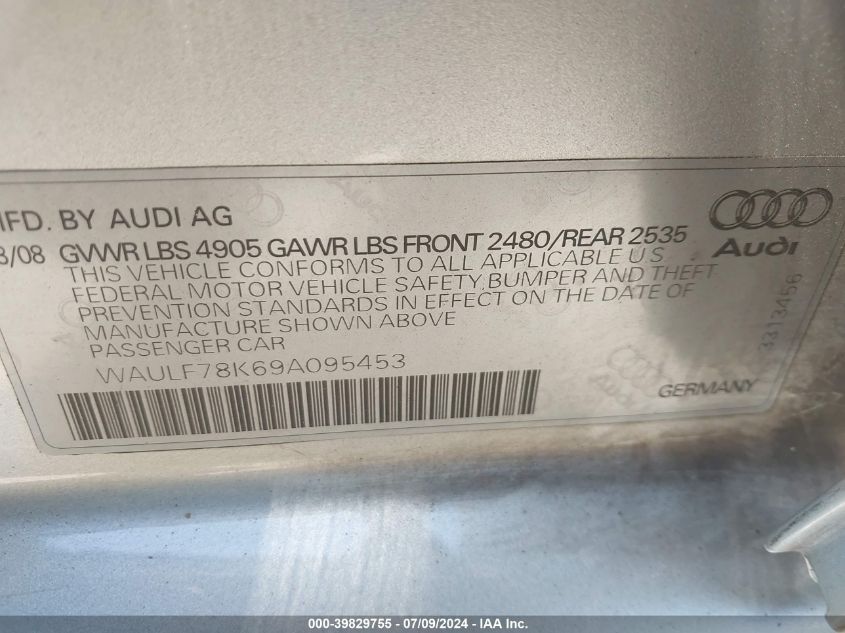 MFD. BY AUDI AG
8/08 GVWR LBS 4905 GAWR LBS FRONT 2480/REAR 2535
THIS VEHICLE CONFORMS TO ALL APPLICABLE U S
FEDERAL MOTOR VEHICLE SAFETY,BUMPER AND THEFT
PREVENTION STANDARDS IN EFFECT ON THE DATE OF
MANUFACTURE SHOWN ABOVE
PASSENGER CAR
WAULF78K69A095453
Audi
3313456
GERMANY
000-39829755 - 07/09/2024 - IAA Inc.